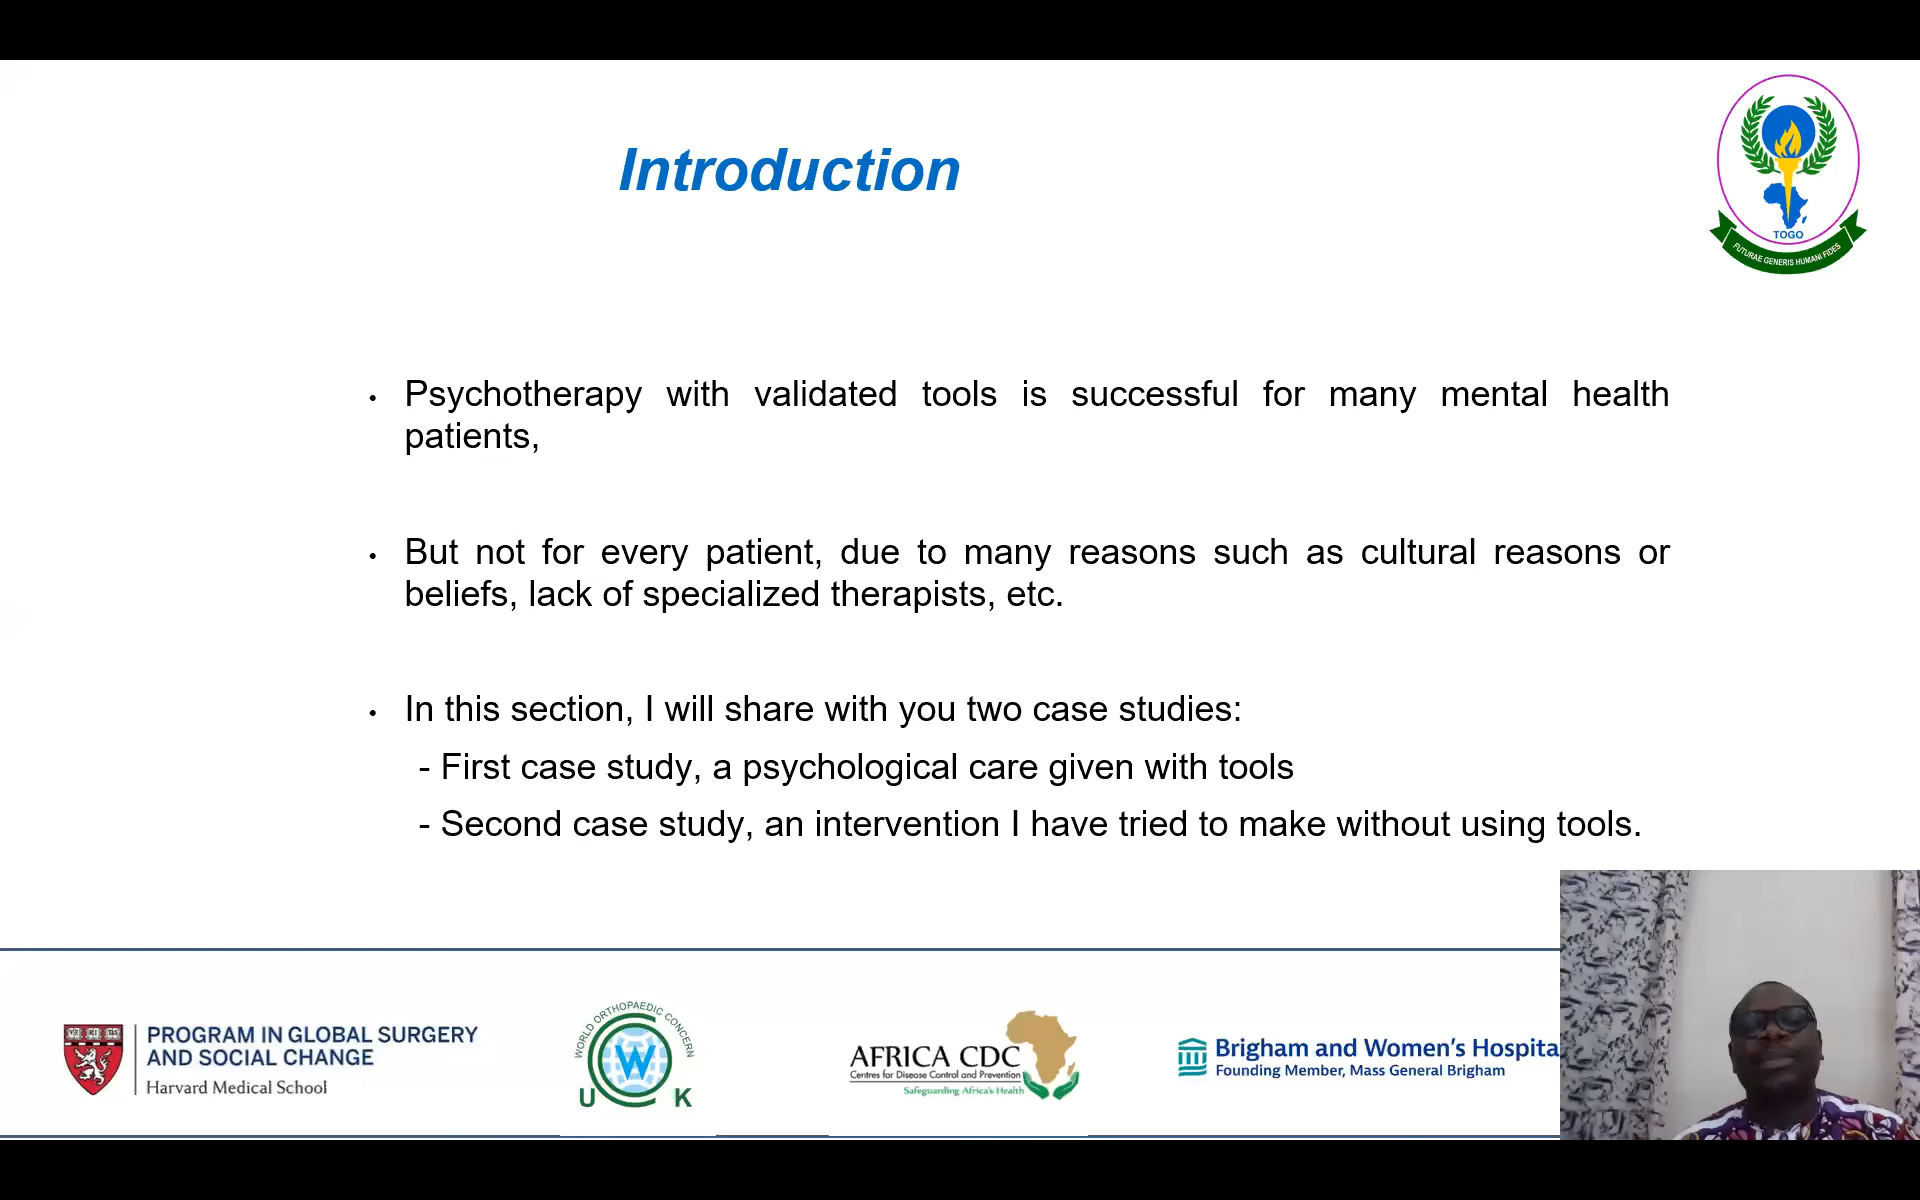 Introduction
TOGO
FUTURAE GENERIS HUMANI FIDES
• Psychotherapy with validated tools is successful for many mental health
patients,
• But not for every patient, due to many reasons such as cultural reasons or
beliefs, lack of specialized therapists, etc.
• In this section, I will share with you two case studies:
- First case study, a psychological care given with tools
- Second case study, an intervention I have tried to make without using tools.
VE RI TAS
PROGRAM IN GLOBAL SURGERY
AND SOCIAL CHANGE
Harvard Medical School
WORLD ORTHOPAEDIC CONCERN
W
U K
AFRICA CDC
Centres for Disease Control and Prevention
Safeguarding Africa's Health
Brigham and Women's Hospita
Founding Member, Mass General Brigham